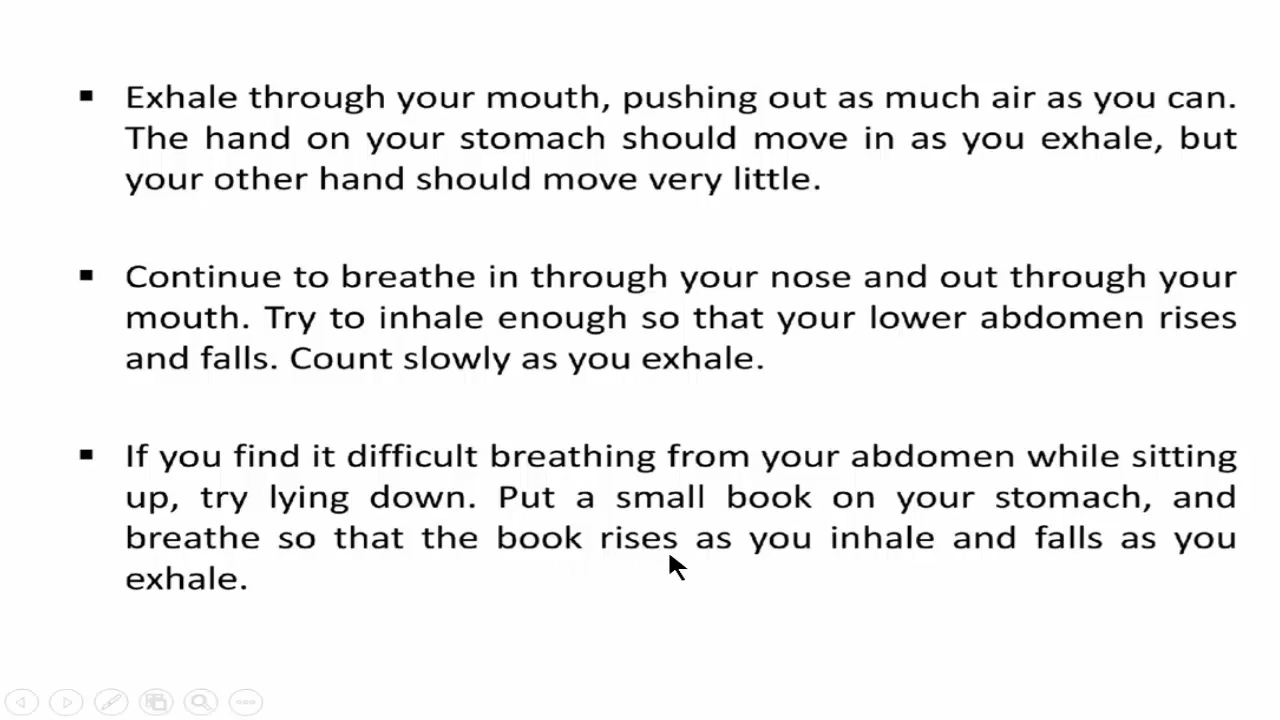 ▪ Exhale through your mouth, pushing out as much air as you can.
The hand on your stomach should move in as you exhale, but
your other hand should move very little.
▪ Continue to breathe in through your nose and out through your
mouth. Try to inhale enough so that your lower abdomen rises
and falls. Count slowly as you exhale.
▪ If you find it difficult breathing from your abdomen while sitting
up, try lying down. Put a small book on your stomach, and
breathe so that the book rises as you inhale and falls as you
exhale.